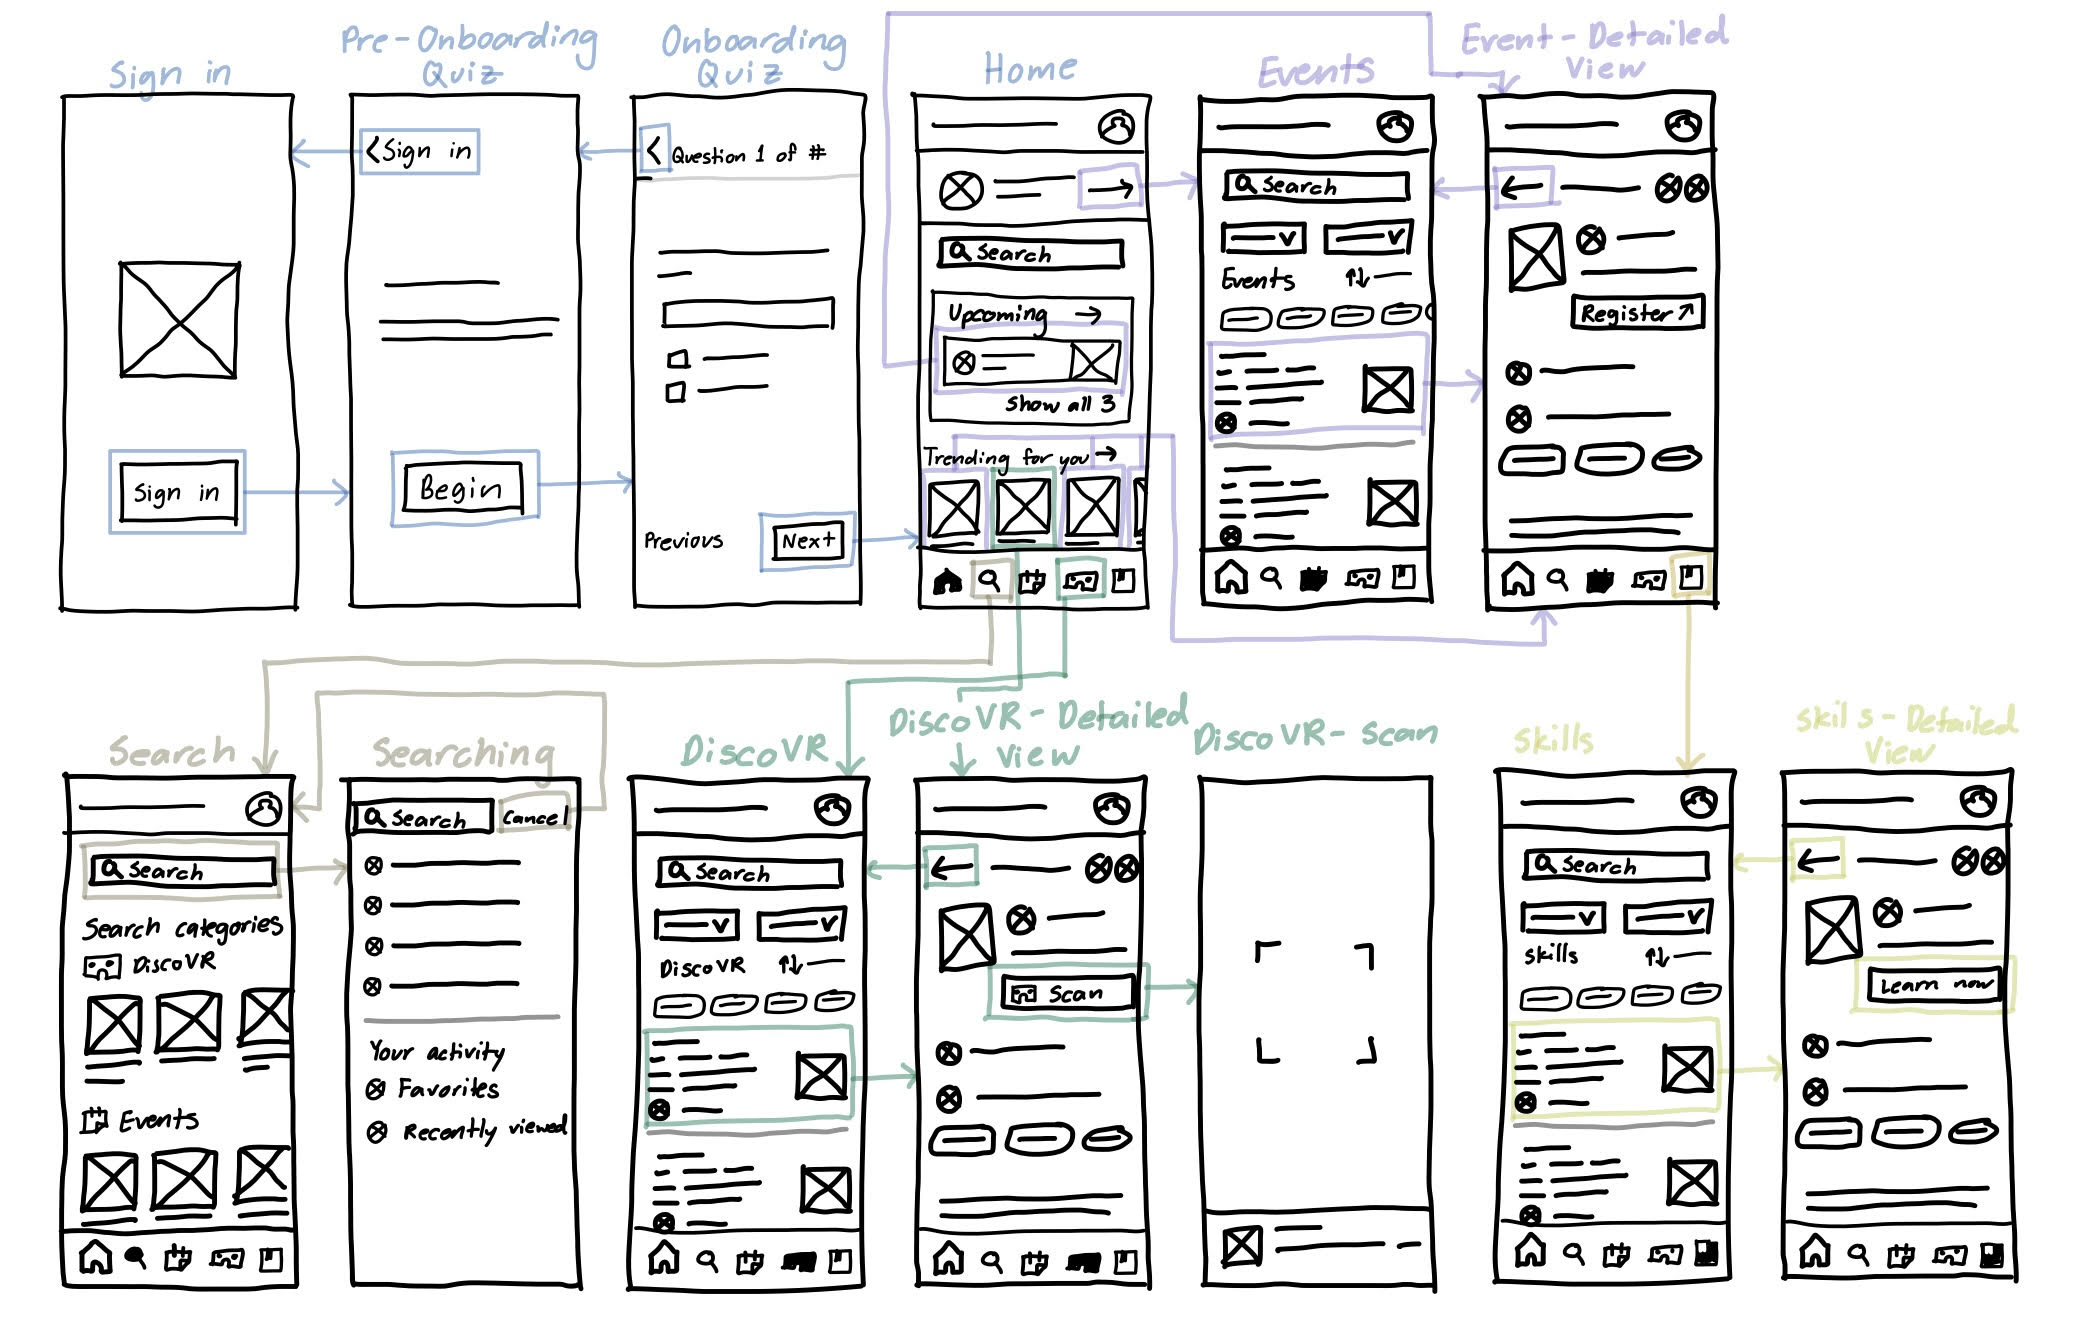 Sign in
Pre-Onboarding
Quiz
Onboarding
Quiz
Home
Events
Event-Detailed
View
Sign in
Sign in
Begin
Question 1 of #
Previous
Next
Search
Upcoming
Show all 3
Trending for you
Search
Events
Register
Search
Searching
DiscoVR
DiscoVR-Detailed
View
DiscoVR-Scan
Skills
Skil s-Detailed
View
Search
Search categories
DiscoVR
Events
Search
Cancel
Your activity
Favorites
Recently viewed
Search
DiscoVR
Scan
Search
Skills
Learn now